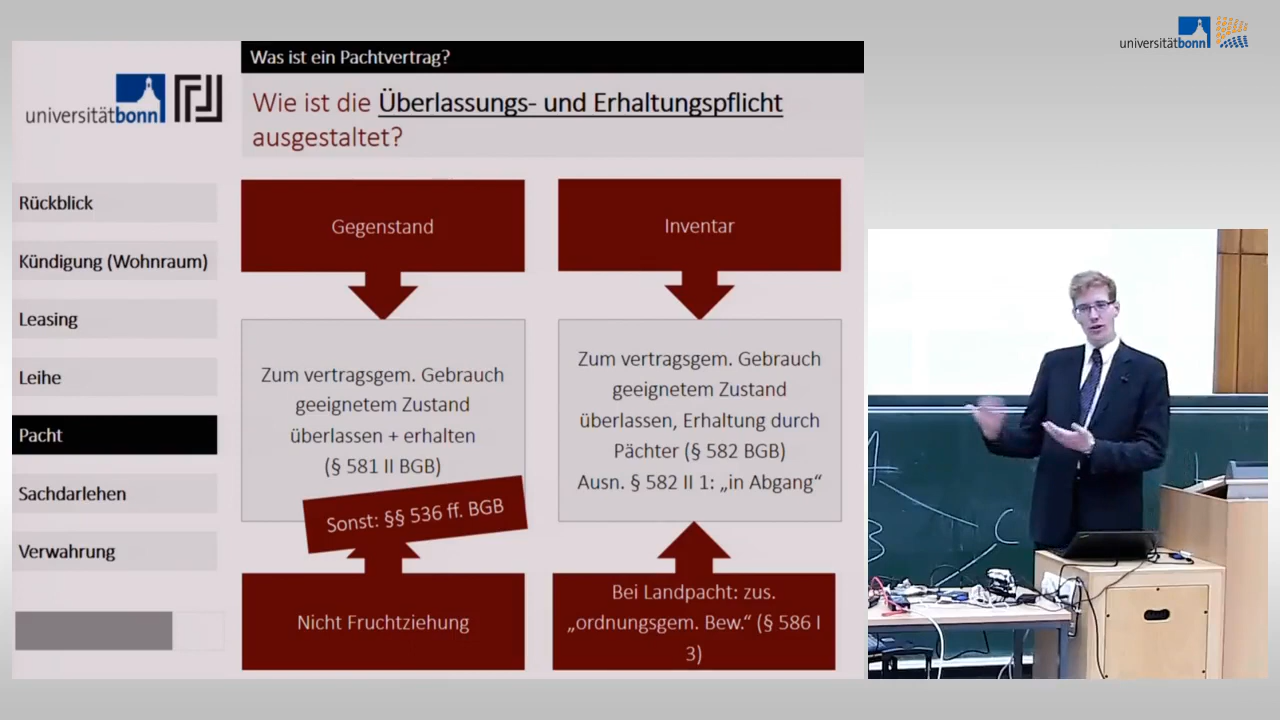 universitätbonn
Was ist ein Pachtvertrag?
universitätbonn
Wie ist die Überlassungs- und Erhaltungspflicht
ausgestaltet?
Rückblick
Kündigung (Wohnraum)
Leasing
Leihe
Pacht
Sachdarlehen
Verwahrung
Gegenstand
Zum vertragsgem. Gebrauch
geeignetem Zustand
überlassen + erhalten
(§ 581 II BGB)
Sonst: §§ 536 ff. BGB
Nicht Fruchtziehung
Inventar
Zum vertragsgem. Gebrauch
geeignetem Zustand
überlassen, Erhaltung durch
Pächter (§ 582 BGB)
Ausn. § 582 II 1: „in Abgang“
Bei Landpacht: zus.
„ordnungsgem. Bew.“ (§ 586 I
3)
C